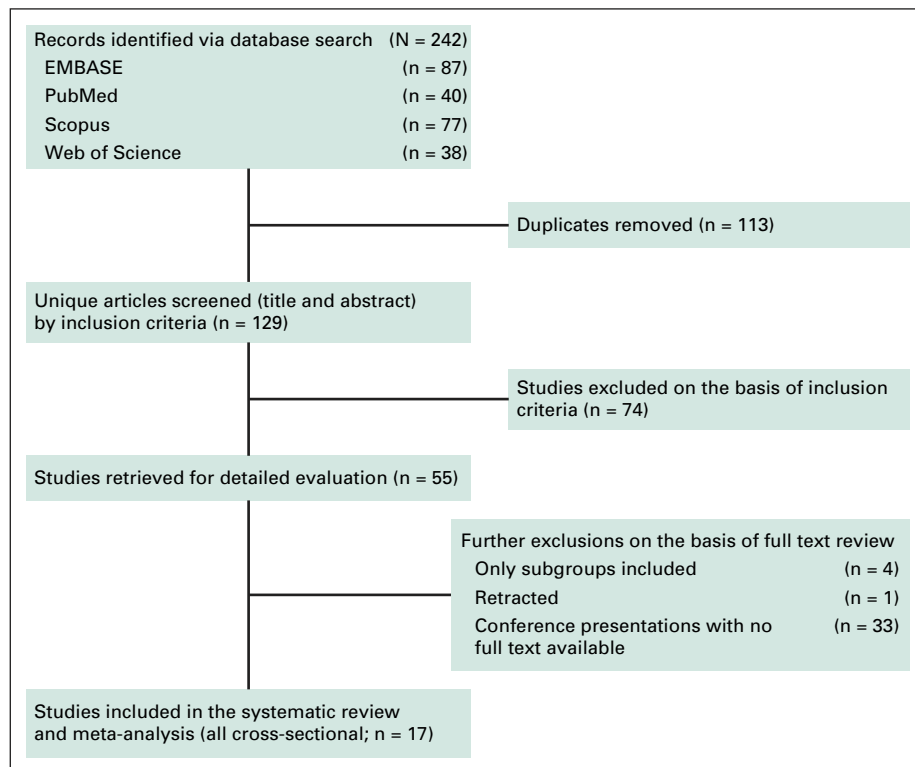 Records identified via database search (N = 242)
EMBASE (n = 87)
PubMed (n = 40)
Scopus (n = 77)
Web of Science (n = 38)
Duplicates removed (n = 113)
Unique articles screened (title and abstract)
by inclusion criteria (n = 129)
Studies excluded on the basis of inclusion
criteria (n = 74)
Studies retrieved for detailed evaluation (n = 55)
Further exclusions on the basis of full text review
Only subgroups included (n = 4)
Retracted (n = 1)
Conference presentations with no (n = 33)
full text available
Studies included in the systematic review
and meta-analysis (all cross-sectional; n = 17)